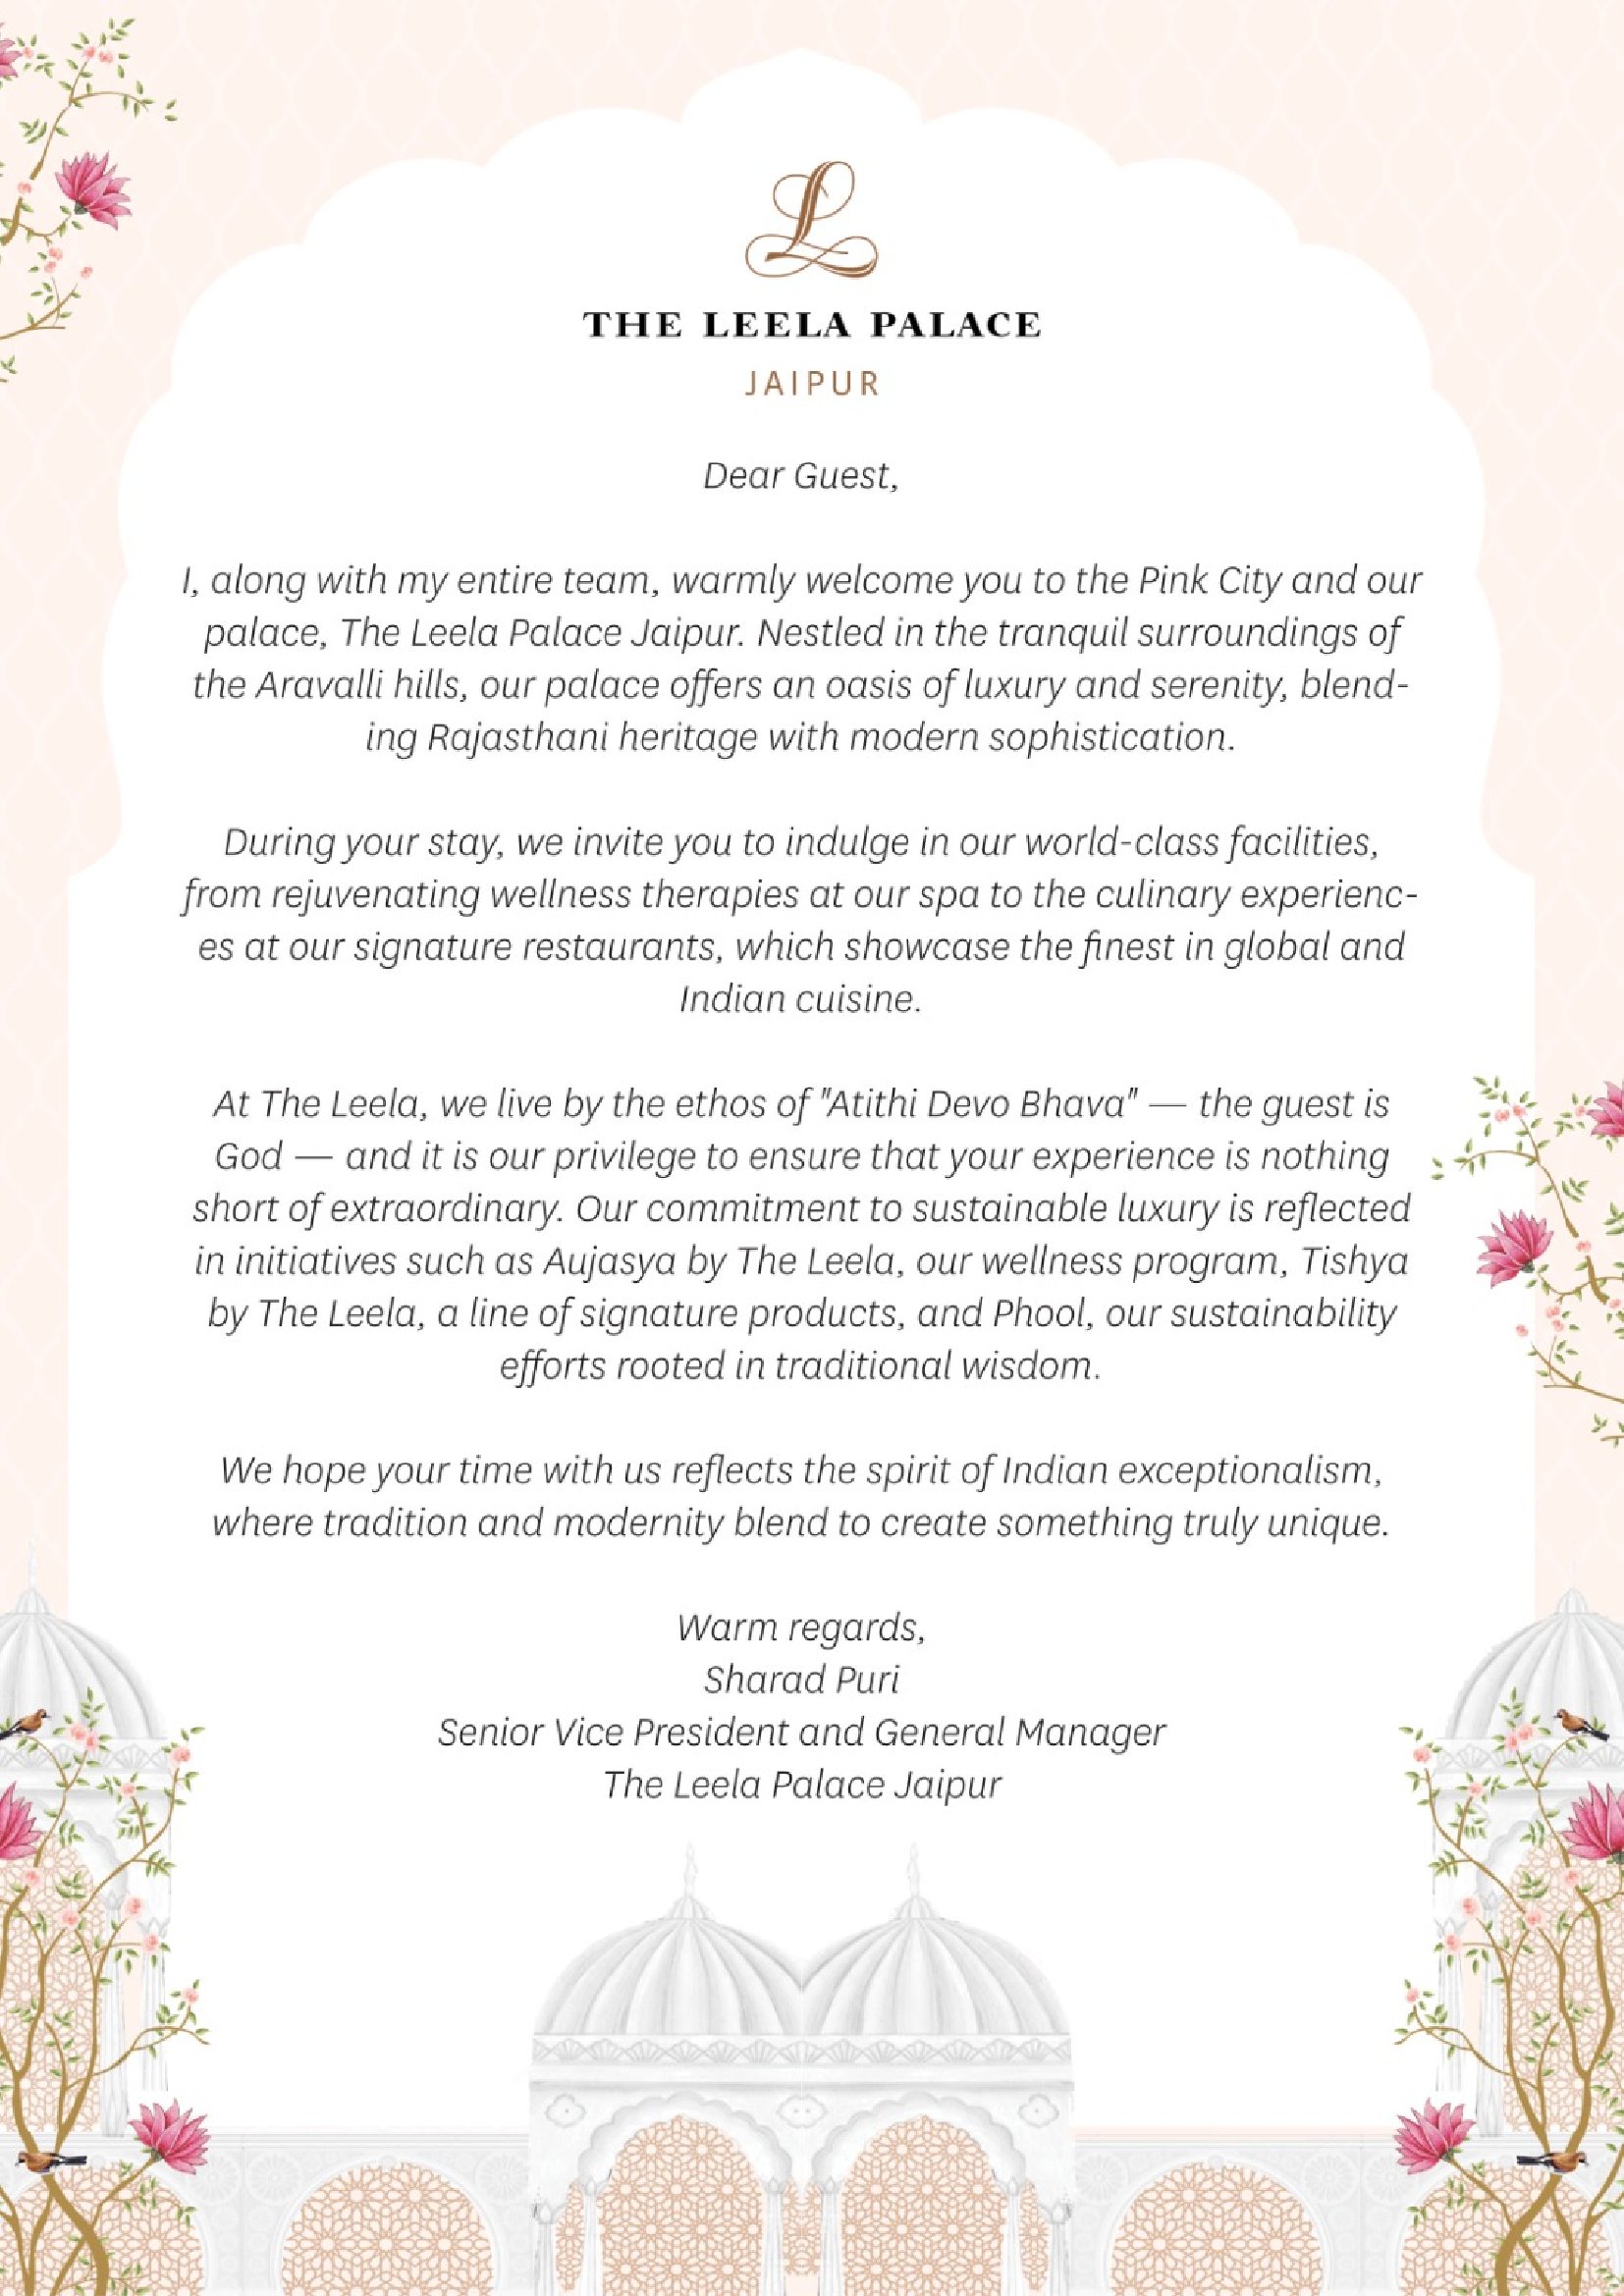 L
THE LEELA PALACE
JAIPUR
Dear Guest,
I, along with my entire team, warmly welcome you to the Pink City and our
palace, The Leela Palace Jaipur. Nestled in the tranquil surroundings of
the Aravalli hills, our palace offers an oasis of luxury and serenity, blend-
ing Rajasthani heritage with modern sophistication.
During your stay, we invite you to indulge in our world-class facilities,
from rejuvenating wellness therapies at our spa to the culinary experienc-
es at our signature restaurants, which showcase the finest in global and
Indian cuisine.
At The Leela, we live by the ethos of "Atithi Devo Bhava" — the guest is
God — and it is our privilege to ensure that your experience is nothing
short of extraordinary. Our commitment to sustainable luxury is reflected
in initiatives such as Aujasya by The Leela, our wellness program, Tishya
by The Leela, a line of signature products, and Phool, our sustainability
efforts rooted in traditional wisdom.
We hope your time with us reflects the spirit of Indian exceptionalism,
where tradition and modernity blend to create something truly unique.
Warm regards,
Sharad Puri
Senior Vice President and General Manager
The Leela Palace Jaipur